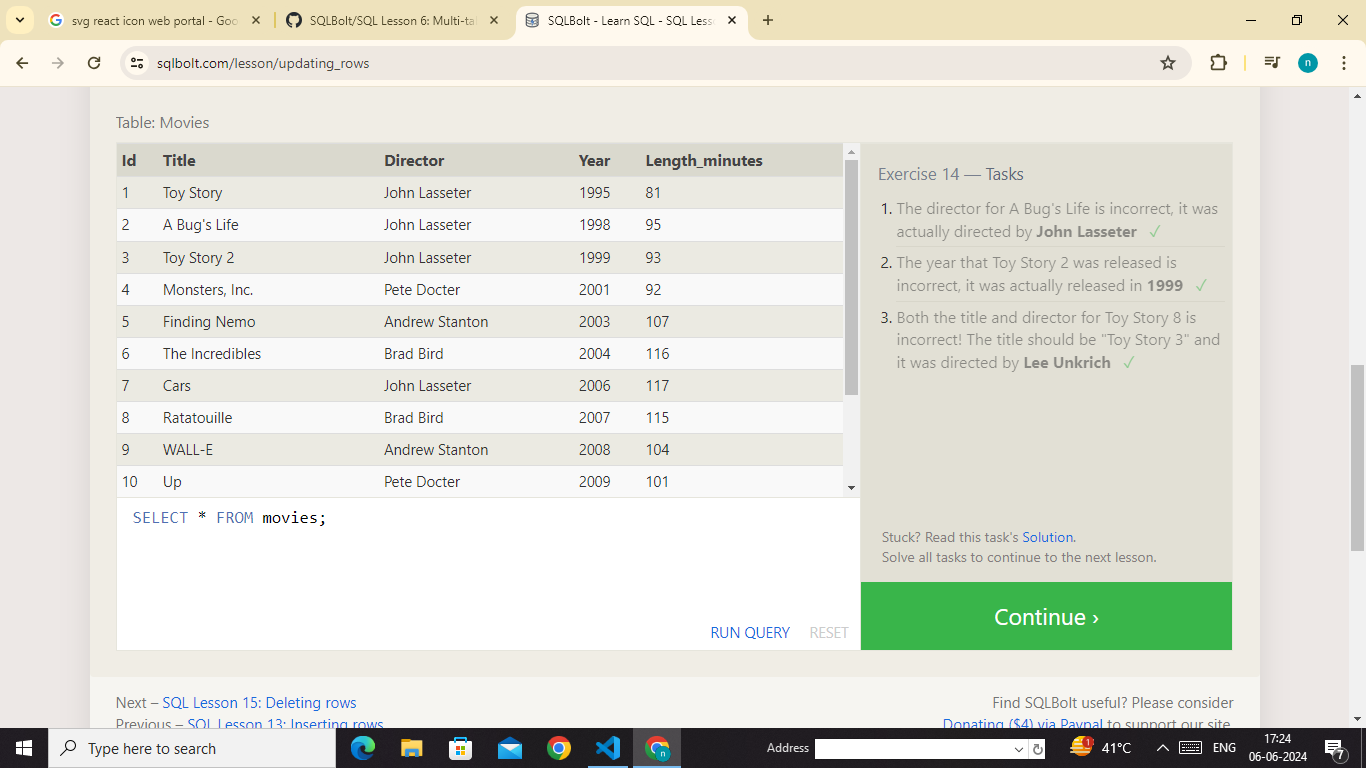 svg react icon web portal - Goo
SQLBolt/SQL Lesson 6: Multi-tab
SQLBolt - Learn SQL - SQL Less
sqlbolt.com/lesson/updating_rows
n
Table: Movies
Id Title Director Year Length_minutes
1 Toy Story John Lasseter 1995 81
2 A Bug's Life John Lasseter 1998 95
3 Toy Story 2 John Lasseter 1999 93
4 Monsters, Inc. Pete Docter 2001 92
5 Finding Nemo Andrew Stanton 2003 107
6 The Incredibles Brad Bird 2004 116
7 Cars John Lasseter 2006 117
8 Ratatouille Brad Bird 2007 115
9 WALL-E Andrew Stanton 2008 104
10 Up Pete Docter 2009 101
SELECT * FROM movies;
RUN QUERY RESET
Exercise 14 — Tasks
1. The director for A Bug's Life is incorrect, it was
actually directed by John Lasseter ✓
2. The year that Toy Story 2 was released is
incorrect, it was actually released in 1999 ✓
3. Both the title and director for Toy Story 8 is
incorrect! The title should be "Toy Story 3" and
it was directed by Lee Unkrich ✓
Stuck? Read this task's Solution.
Solve all tasks to continue to the next lesson.
Continue ›
Next – SQL Lesson 15: Deleting rows
Previous – SQL Lesson 13: Inserting rows
Find SQLBolt useful? Please consider
Donating ($4) via Paypal to support our site.
Type here to search
n
Address
1
41°C
ENG
17:24
06-06-2024
7